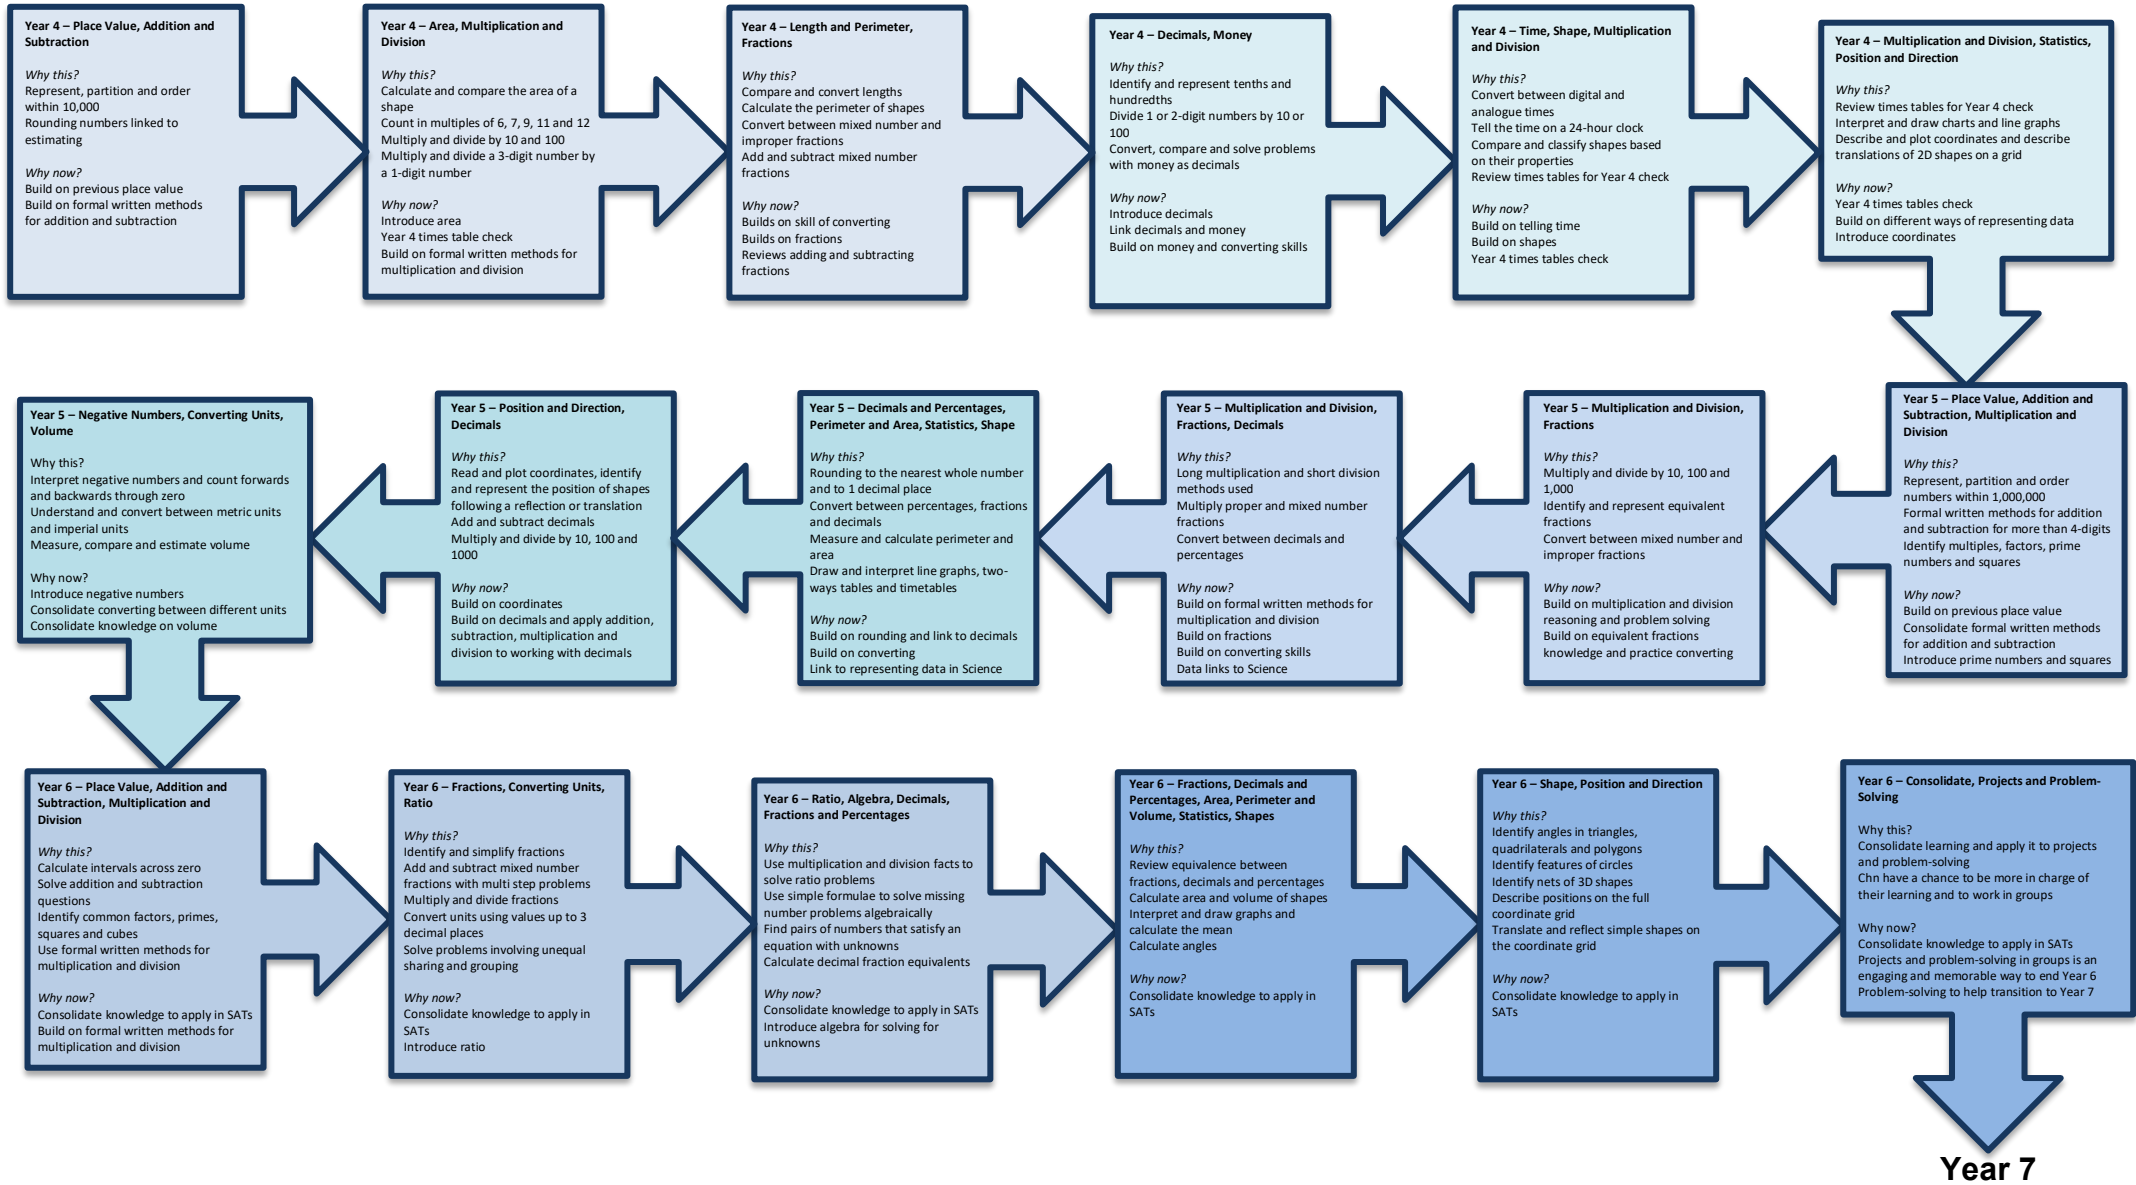 Year 4 – Place Value, Addition and
Subtraction
Why this?
Represent, partition and order
within 10,000
Rounding numbers linked to
estimating
Why now?
Build on previous place value
Build on formal written methods
for addition and subtraction
Year 4 – Area, Multiplication and
Division
Why this?
Calculate and compare the area of a
shape
Count in multiples of 6, 7, 9, 11 and 12
Multiply and divide by 10 and 100
Multiply and divide a 3-digit number by
a 1-digit number
Why now?
Introduce area
Year 4 times table check
Build on formal written methods for
multiplication and division
Year 4 – Length and Perimeter,
Fractions
Why this?
Compare and convert lengths
Calculate the perimeter of shapes
Convert between mixed number and
improper fractions
Add and subtract mixed number
fractions
Why now?
Builds on skill of converting
Builds on fractions
Reviews adding and subtracting
fractions
Year 4 – Decimals, Money
Why this?
Identify and represent tenths and
hundredths
Divide 1 or 2-digit numbers by 10 or
100
Convert, compare and solve problems
with money as decimals
Why now?
Introduce decimals
Link decimals and money
Build on money and converting skills
Year 4 – Time, Shape, Multiplication
and Division
Why this?
Convert between digital and
analogue times
Tell the time on a 24-hour clock
Compare and classify shapes based
on their properties
Review times tables for Year 4 check
Why now?
Build on telling time
Build on shapes
Year 4 times tables check
Year 4 – Multiplication and Division, Statistics,
Position and Direction
Why this?
Review times tables for Year 4 check
Interpret and draw charts and line graphs
Describe and plot coordinates and describe
translations of 2D shapes on a grid
Why now?
Year 4 times tables check
Build on different ways of representing data
Introduce coordinates
Year 5 – Place Value, Addition and
Subtraction, Multiplication and
Division
Why this?
Represent, partition and order
numbers within 1,000,000
Formal written methods for addition
and subtraction for more than 4-digits
Identify multiples, factors, prime
numbers and squares
Why now?
Build on previous place value
Consolidate formal written methods
for addition and subtraction
Introduce prime numbers and squares
Year 5 – Multiplication and Division,
Fractions
Why this?
Multiply and divide by 10, 100 and
1,000
Identify and represent equivalent
fractions
Convert between mixed number and
improper fractions
Why now?
Build on multiplication and division
reasoning and problem solving
Build on equivalent fractions
knowledge and practice converting
Year 5 – Multiplication and Division,
Fractions, Decimals
Why this?
Long multiplication and short division
methods used
Multiply proper and mixed number
fractions
Convert between decimals and
percentages
Why now?
Build on formal written methods for
multiplication and division
Build on fractions
Build on converting skills
Data links to Science
Year 5 – Decimals and Percentages,
Perimeter and Area, Statistics, Shape
Why this?
Rounding to the nearest whole number
and to 1 decimal place
Convert between percentages, fractions
and decimals
Measure and calculate perimeter and
area
Draw and interpret line graphs, two-
ways tables and timetables
Why now?
Build on rounding and link to decimals
Build on converting
Link to representing data in Science
Year 5 – Position and Direction,
Decimals
Why this?
Read and plot coordinates, identify
and represent the position of shapes
following a reflection or translation
Add and subtract decimals
Multiply and divide by 10, 100 and
1000
Why now?
Build on coordinates
Build on decimals and apply addition,
subtraction, multiplication and
division to working with decimals
Year 5 – Negative Numbers, Converting Units,
Volume
Why this?
Interpret negative numbers and count forwards
and backwards through zero
Understand and convert between metric units
and imperial units
Measure, compare and estimate volume
Why now?
Introduce negative numbers
Consolidate converting between different units
Consolidate knowledge on volume
Year 6 – Place Value, Addition and
Subtraction, Multiplication and
Division
Why this?
Calculate intervals across zero
Solve addition and subtraction
questions
Identify common factors, primes,
squares and cubes
Use formal written methods for
multiplication and division
Why now?
Consolidate knowledge to apply in SATs
Build on formal written methods for
multiplication and division
Year 6 – Fractions, Converting Units,
Ratio
Why this?
Identify and simplify fractions
Add and subtract mixed number
fractions with multi step problems
Multiply and divide fractions
Convert units using values up to 3
decimal places
Solve problems involving unequal
sharing and grouping
Why now?
Consolidate knowledge to apply in
SATs
Introduce ratio
Year 6 – Ratio, Algebra, Decimals,
Fractions and Percentages
Why this?
Use multiplication and division facts to
solve ratio problems
Use simple formulae to solve missing
number problems algebraically
Find pairs of numbers that satisfy an
equation with unknowns
Calculate decimal fraction equivalents
Why now?
Consolidate knowledge to apply in SATs
Introduce algebra for solving for
unknowns
Year 6 – Fractions, Decimals and
Percentages, Area, Perimeter and
Volume, Statistics, Shapes
Why this?
Review equivalence between
fractions, decimals and percentages
Calculate area and volume of shapes
Interpret and draw graphs and
calculate the mean
Calculate angles
Why now?
Consolidate knowledge to apply in
SATs
Year 6 – Shape, Position and Direction
Why this?
Identify angles in triangles,
quadrilaterals and polygons
Identify features of circles
Identify nets of 3D shapes
Describe positions on the full
coordinate grid
Translate and reflect simple shapes on
the coordinate grid
Why now?
Consolidate knowledge to apply in
SATs
Year 6 – Consolidate, Projects and Problem-
Solving
Why this?
Consolidate learning and apply it to projects
and problem-solving
Chn have a chance to be more in charge of
their learning and to work in groups
Why now?
Consolidate knowledge to apply in SATs
Projects and problem-solving in groups is an
engaging and memorable way to end Year 6
Problem-solving to help transition to Year 7
Year 7